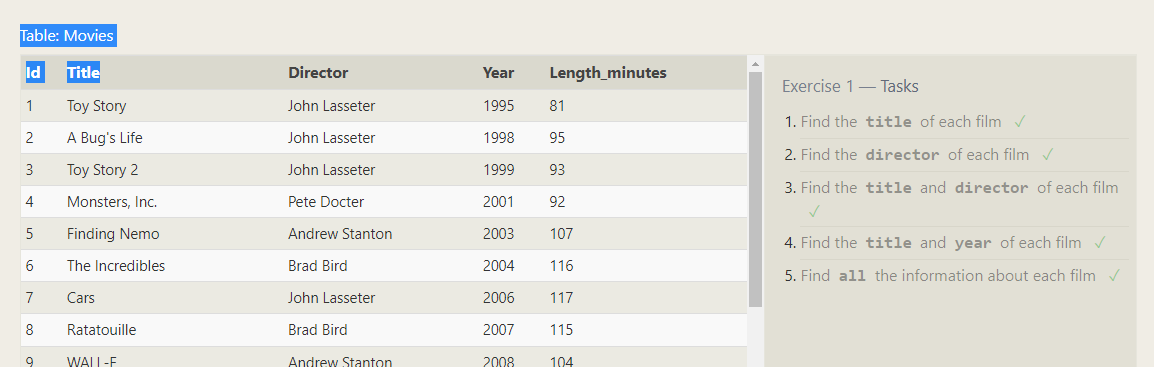 Table: Movies
Id Title Director Year Length_minutes
1 Toy Story John Lasseter 1995 81
2 A Bug's Life John Lasseter 1998 95
3 Toy Story 2 John Lasseter 1999 93
4 Monsters, Inc. Pete Docter 2001 92
5 Finding Nemo Andrew Stanton 2003 107
6 The Incredibles Brad Bird 2004 116
7 Cars John Lasseter 2006 117
8 Ratatouille Brad Bird 2007 115
9 WALL-E Andrew Stanton 2008 104
Exercise 1 — Tasks
1. Find the title of each film ✓
2. Find the director of each film ✓
3. Find the title and director of each film
✓
4. Find the title and year of each film ✓
5. Find all the information about each film ✓